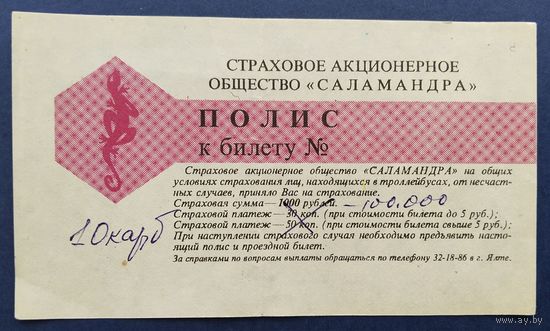 СТРАХОВОЕ АКЦИОНЕРНОЕ
ОБЩЕСТВО «САЛАМАНДРА»
ПОЛИС
к билету №
Страховое акционерное общество «САЛАМАНДРА» на общих
условиях страхования лиц, находящихся в троллейбусах, от несчаст-
ных случаев, приняло Вас на страхование.
Страховая сумма — 1000 рублей. – 100.000
Страховой платеж — 30 коп. (при стоимости билета до 5 руб.);
Страховой платеж — 50 коп. (при стоимости билета свыше 5 руб.);
10 карб
При наступлении страхового случая необходимо предъявить насто-
ящий полис и проездной билет.
За справками по вопросам выплаты обращаться по телефону 32-18-86 в г. Ялте.
www.ay.by